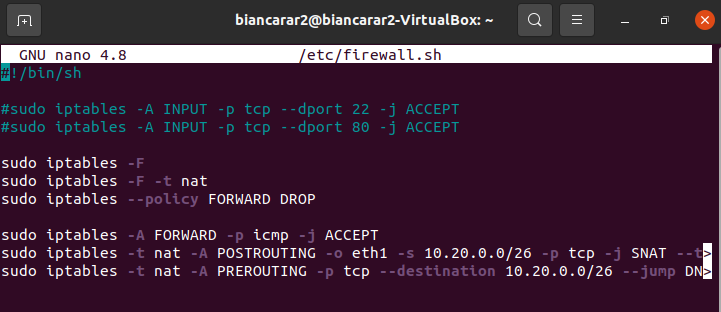 biancarar2@biancarar2-VirtualBox: ~
GNU nano 4.8 /etc/firewall.sh
#!/bin/sh
#sudo iptables -A INPUT -p tcp --dport 22 -j ACCEPT
#sudo iptables -A INPUT -p tcp --dport 80 -j ACCEPT
sudo iptables -F
sudo iptables -F -t nat
sudo iptables --policy FORWARD DROP
sudo iptables -A FORWARD -p icmp -j ACCEPT
sudo iptables -t nat -A POSTROUTING -o eth1 -s 10.20.0.0/26 -p tcp -j SNAT --t>
sudo iptables -t nat -A PREROUTING -p tcp --destination 10.20.0.0/26 --jump DN>